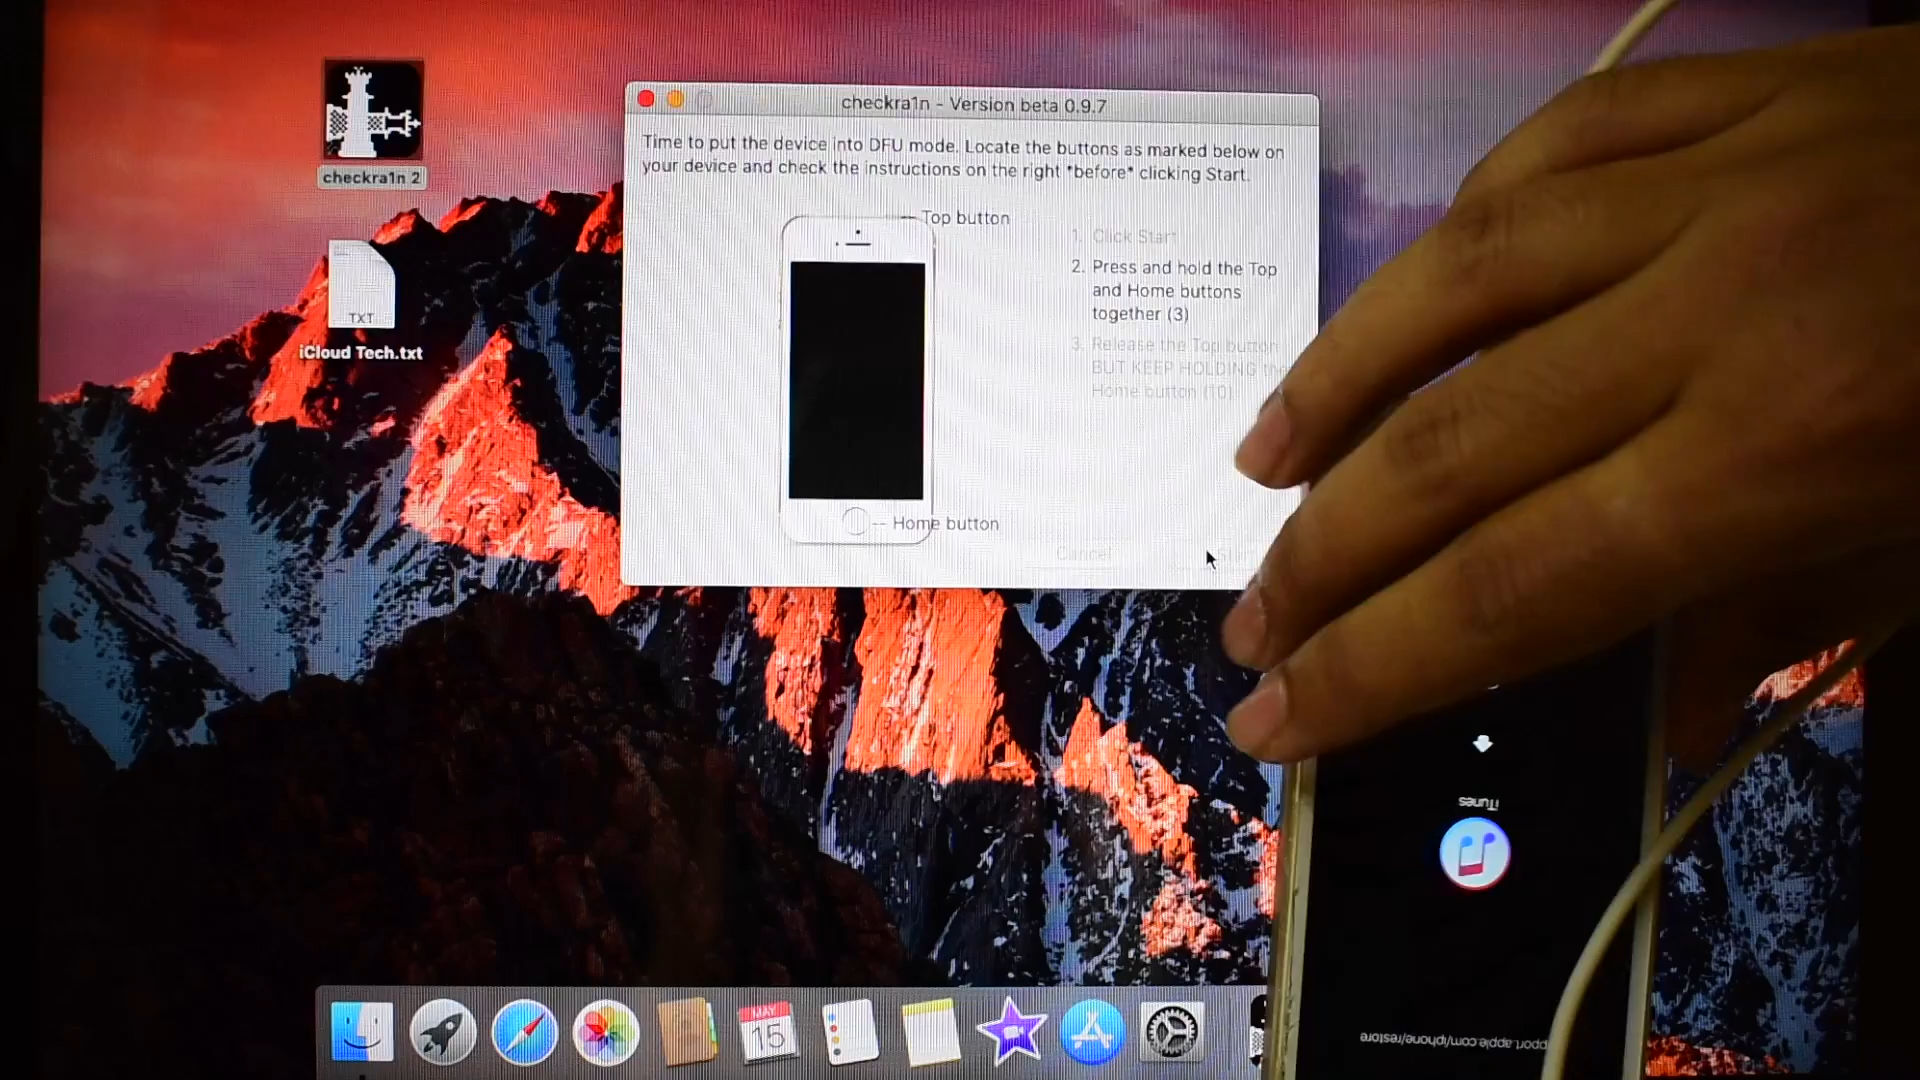 checkra1n - Version beta 0.9.7
Time to put the device into DFU mode. Locate the buttons as marked below on
your device and check the instructions on the right *before* clicking Start.
Top button
1. Click Start
2. Press and hold the Top
and Home buttons
together (3)
3. Release the Top button
BUT KEEP HOLDING the
Home button (10)
Home button
Cancel
Start
checkra1n 2
TXT
iCloud Tech.txt
iTunes
pport.apple.com/iphone/restore
MAY
15